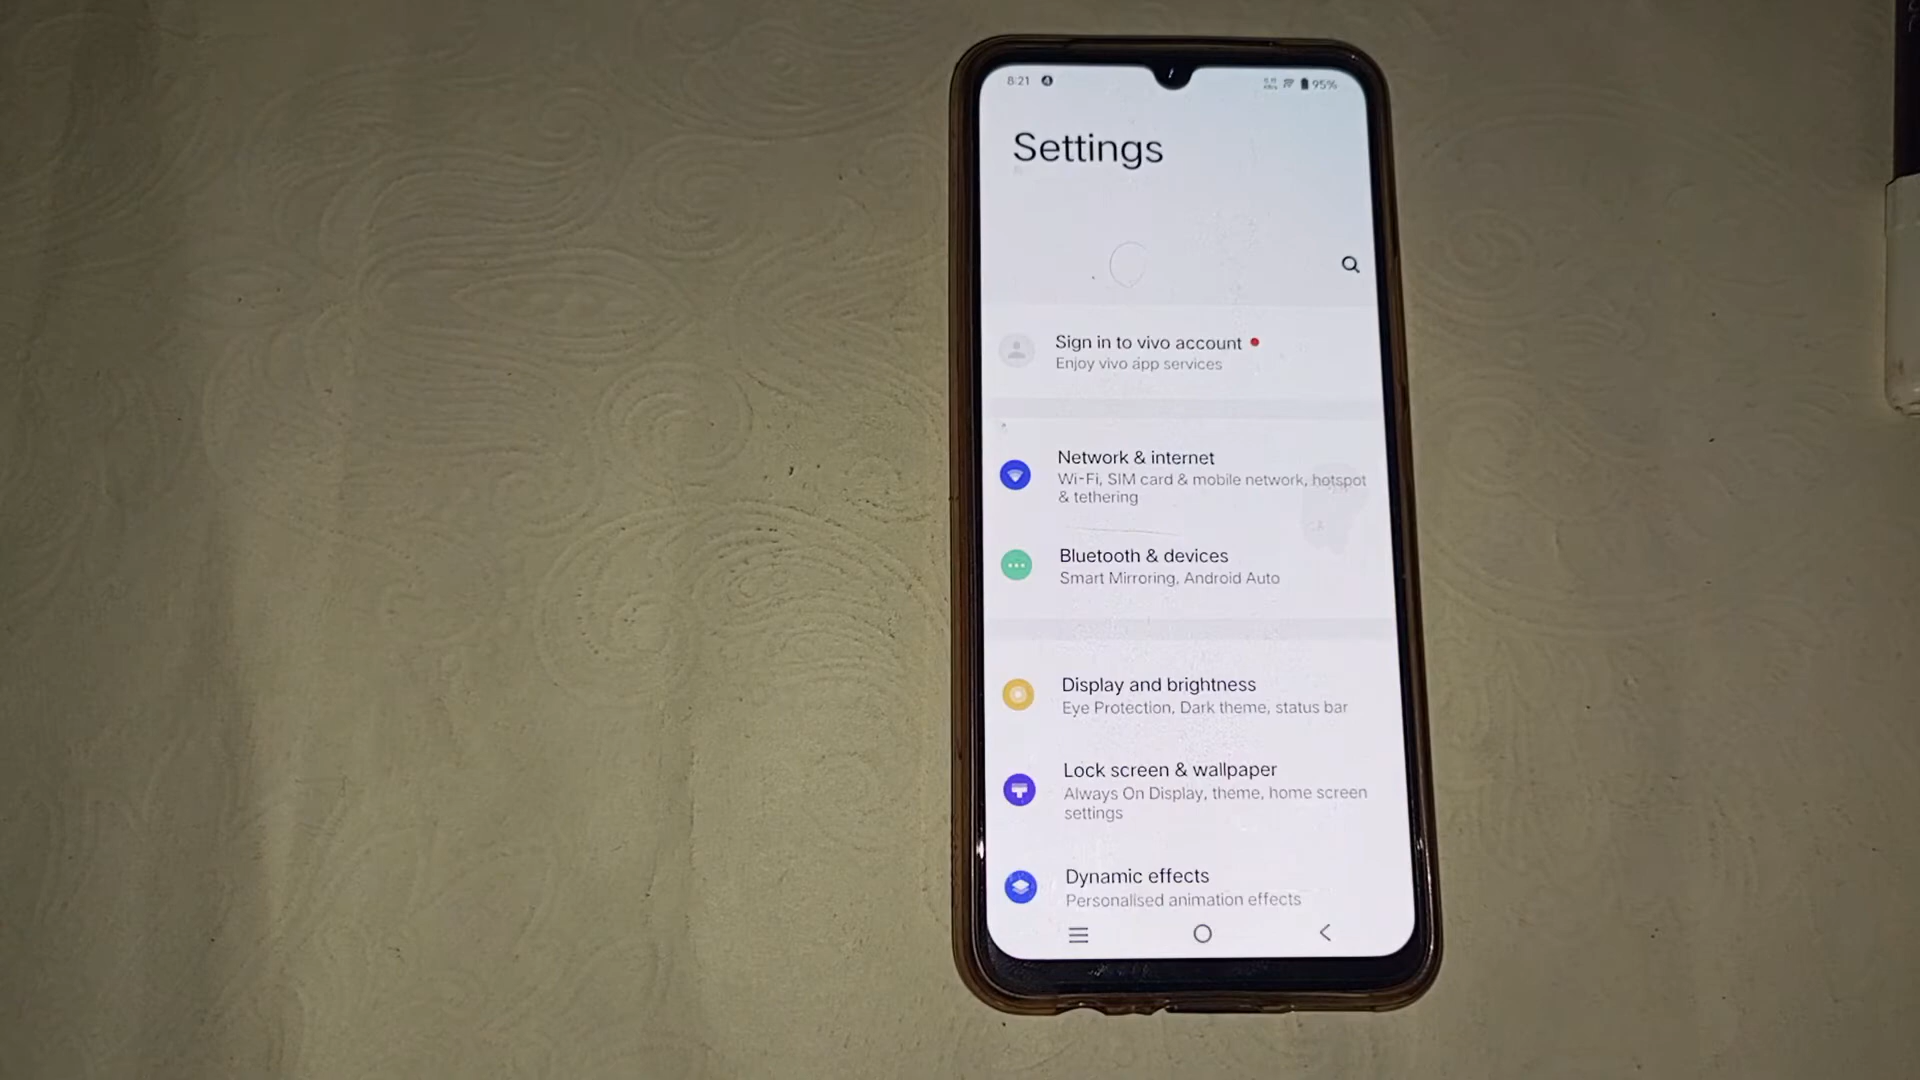 8:21 95%
Settings
Sign in to vivo account
Enjoy vivo app services
Network & internet
Wi-Fi, SIM card & mobile network, hotspot
& tethering
Bluetooth & devices
Smart Mirroring, Android Auto
Display and brightness
Eye Protection, Dark theme, status bar
Lock screen & wallpaper
Always On Display, theme, home screen
settings
Dynamic effects
Personalised animation effects